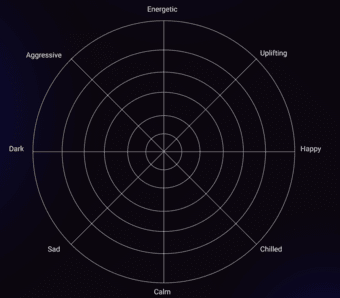 Energetic
Aggressive
Uplifting
Dark
Happy
Sad
Chilled
Calm